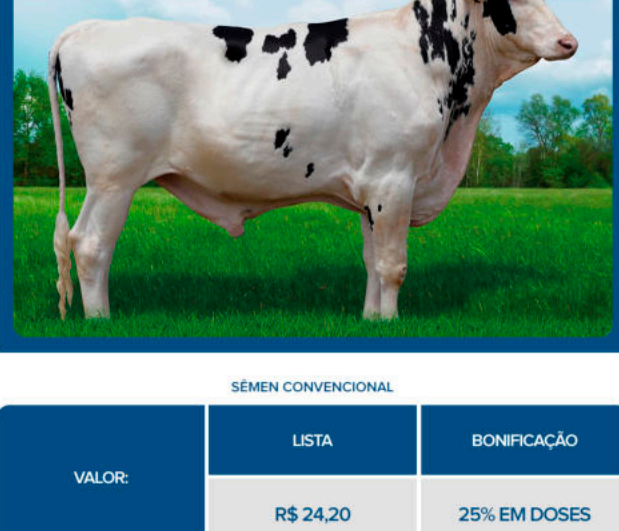 SÊMEN CONVENCIONAL
LISTA
BONIFICAÇÃO
VALOR:
R$ 24,20
25% EM DOSES